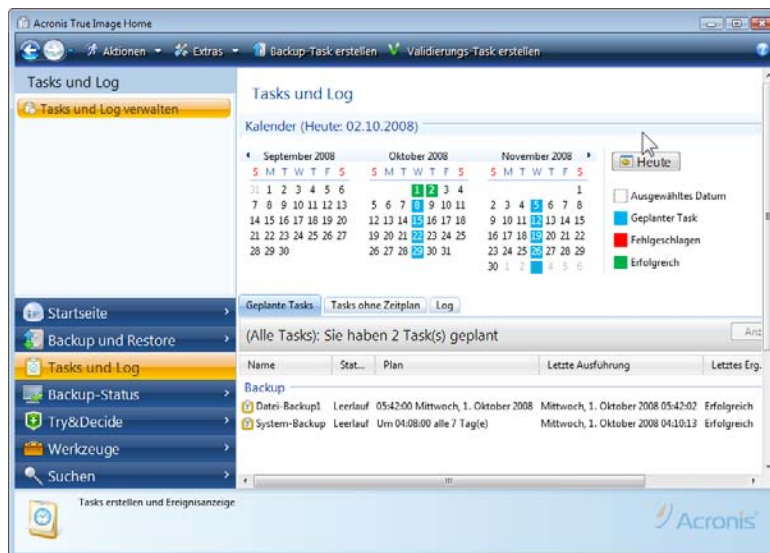 Acronis True Image Home
Aktionen Extras Backup-Task erstellen Validierungs-Task erstellen
Tasks und Log
Tasks und Log verwalten
Startseite
Backup und Restore
Tasks und Log
Backup-Status
Try&Decide
Werkzeuge
Suchen
Tasks und Log
Kalender (Heute: 02.10.2008)
September 2008 Oktober 2008 November 2008
S M T W T F S S M T W T F S S M T W T F S
31 1 2 3 4 5 6 1 2 3 4 1
7 8 9 10 11 12 13 5 6 7 8 9 10 11 2 3 4 5 6 7 8
14 15 16 17 18 19 20 12 13 14 15 16 17 18 9 10 11 12 13 14 15
21 22 23 24 25 26 27 19 20 21 22 23 24 25 16 17 18 19 20 21 22
28 29 30 26 27 28 29 30 31 23 24 25 26 27 28 29
30 1 2 4 5 6
Heute
Ausgewähltes Datum
Geplanter Task
Fehlgeschlagen
Erfolgreich
Geplante Tasks Tasks ohne Zeitplan Log
(Alle Tasks): Sie haben 2 Task(s) geplant Anz
Name Stat... Plan Letzte Ausführung Letztes Erg.
Backup
Datei-Backup1 Leerlauf 05:42:00 Mittwoch, 1. Oktober 2008 Mittwoch, 1. Oktober 2008 05:42:02 Erfolgreich
System-Backup Leerlauf Um 04:08:00 alle 7 Tag(e) Mittwoch, 1. Oktober 2008 04:10:13 Erfolgreich
Tasks erstellen und Ereignisanzeige
Acronis